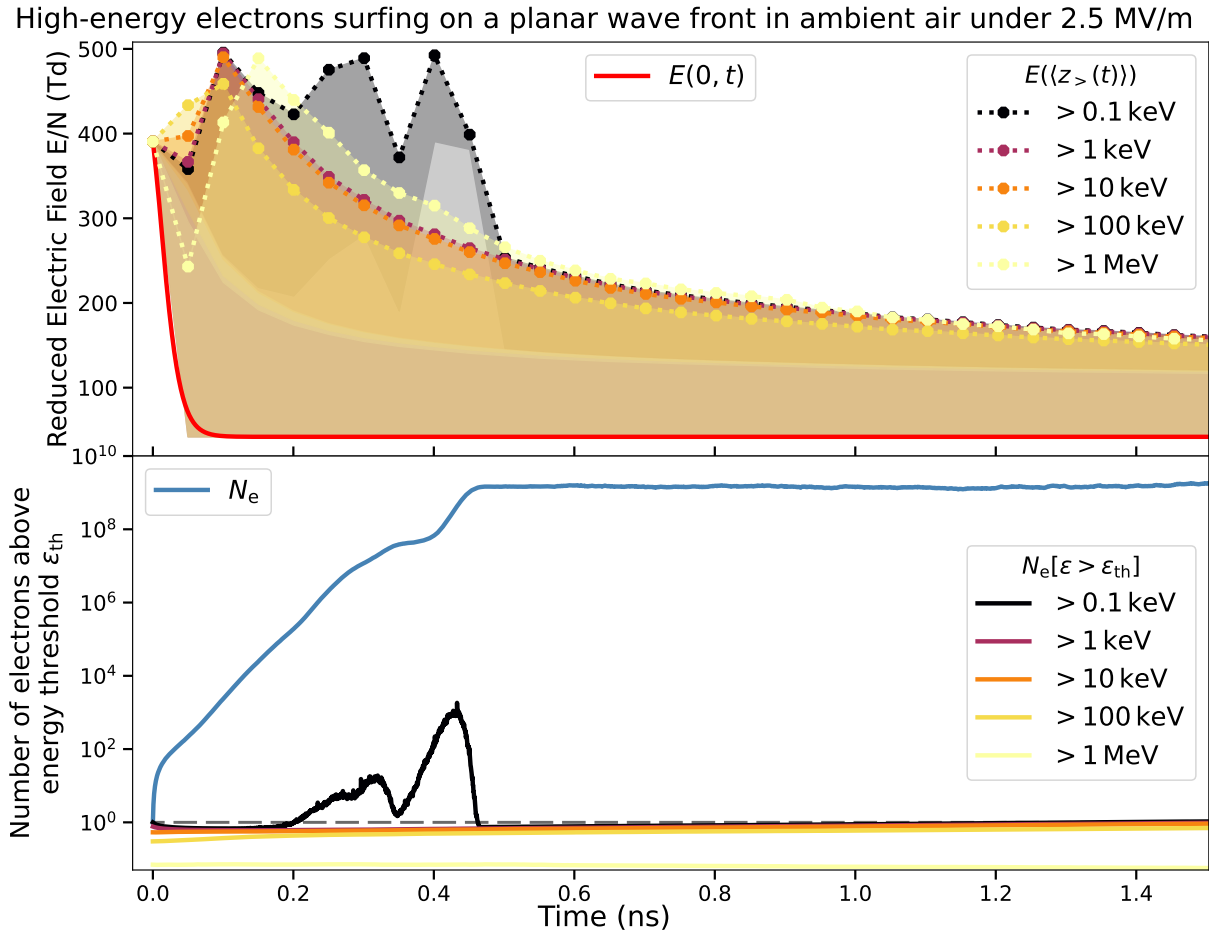 High-energy electrons surfing on a planar wave front in ambient air under 2.5 MV/m
Reduced Electric Field E/N (Td)
500
400
300
200
100
E(0, t)
E(⟨z>(t)⟩)
> 0.1 keV
> 1 keV
> 10 keV
> 100 keV
> 1 MeV
Number of electrons above
energy threshold εth
10¹⁰
10⁸
10⁶
10⁴
10²
10⁰
Ne
Ne[ε > εth]
> 0.1 keV
> 1 keV
> 10 keV
> 100 keV
> 1 MeV
0.0 0.2 0.4 0.6 0.8 1.0 1.2 1.4
Time (ns)